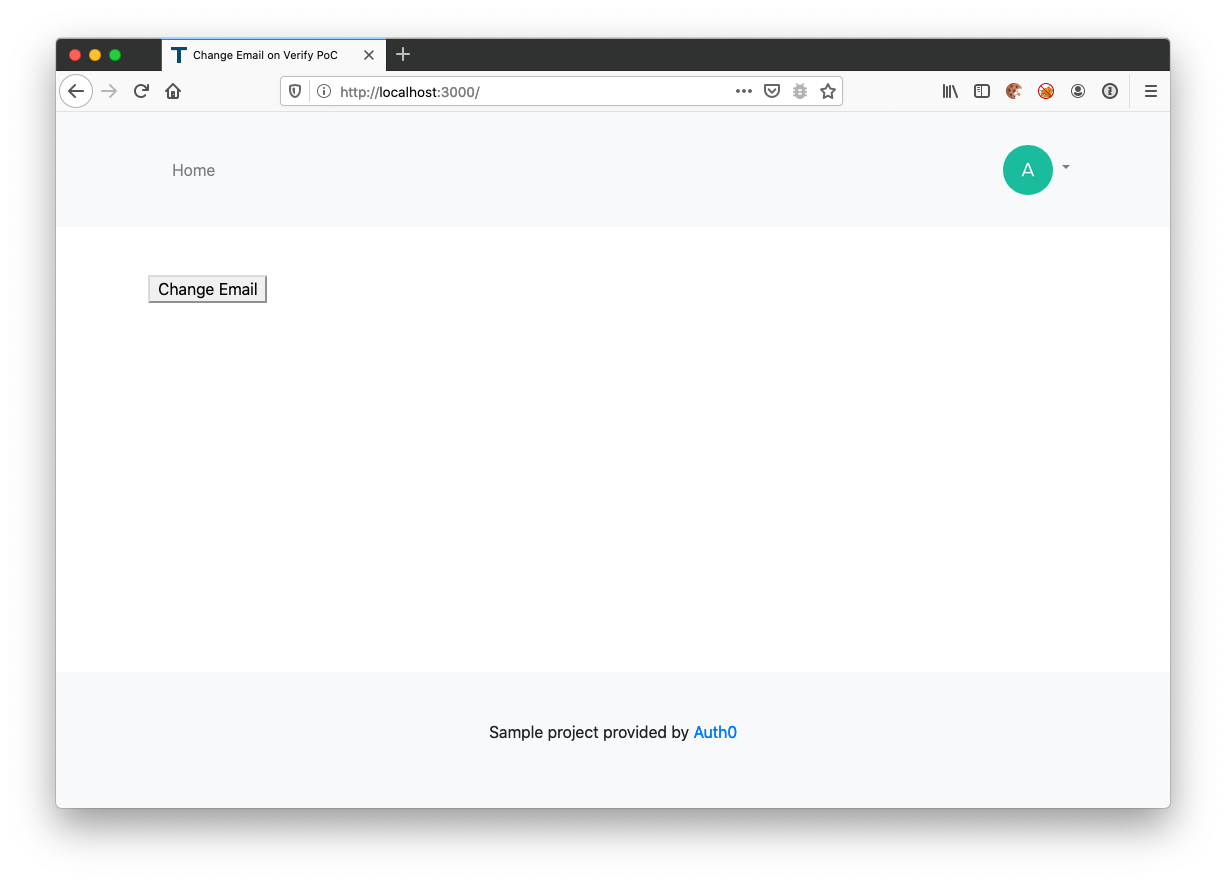 Change Email on Verify PoC
http://localhost:3000/
Home
A
Change Email
Sample project provided by Auth0